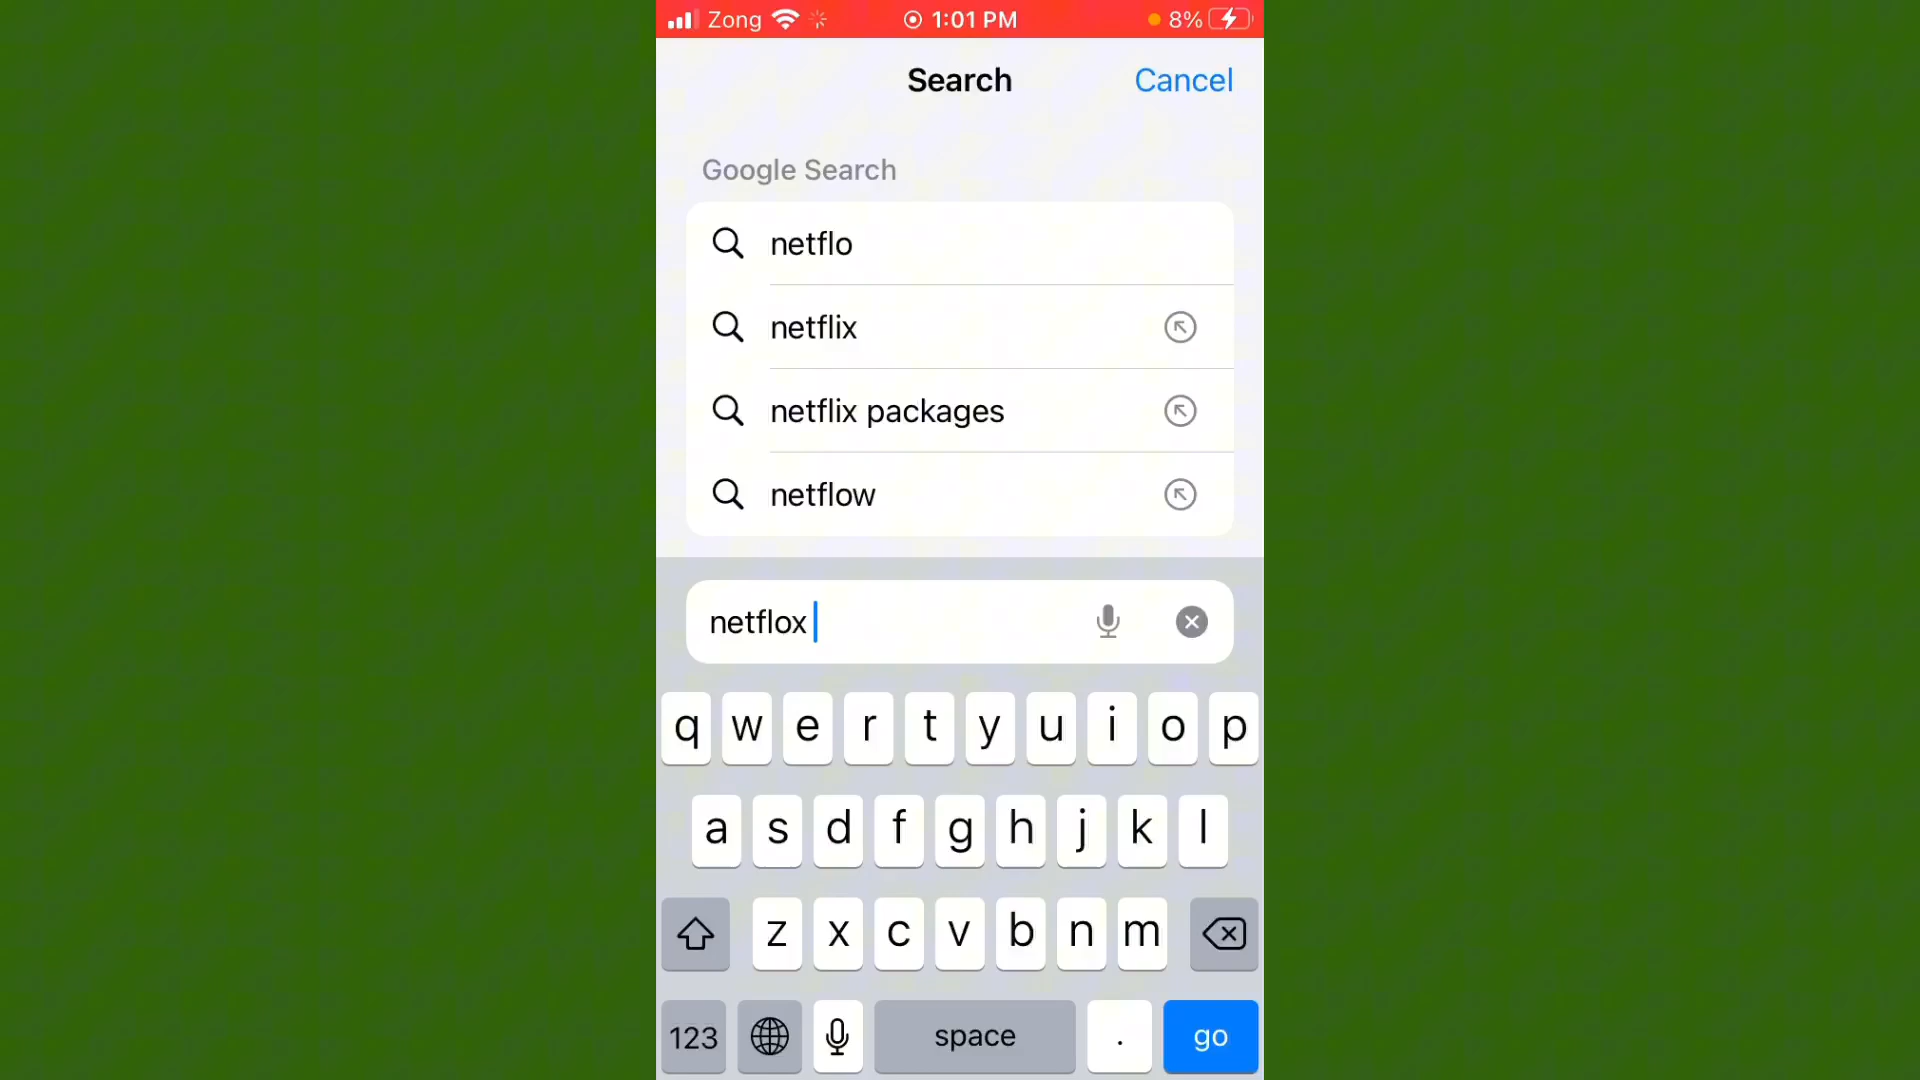 Zong 1:01 PM 8%
Search Cancel
Google Search
netflo
netflix
netflix packages
netflow
netflox
q w e r t y u i o p
a s d f g h j k l
z x c v b n m
123 space . go